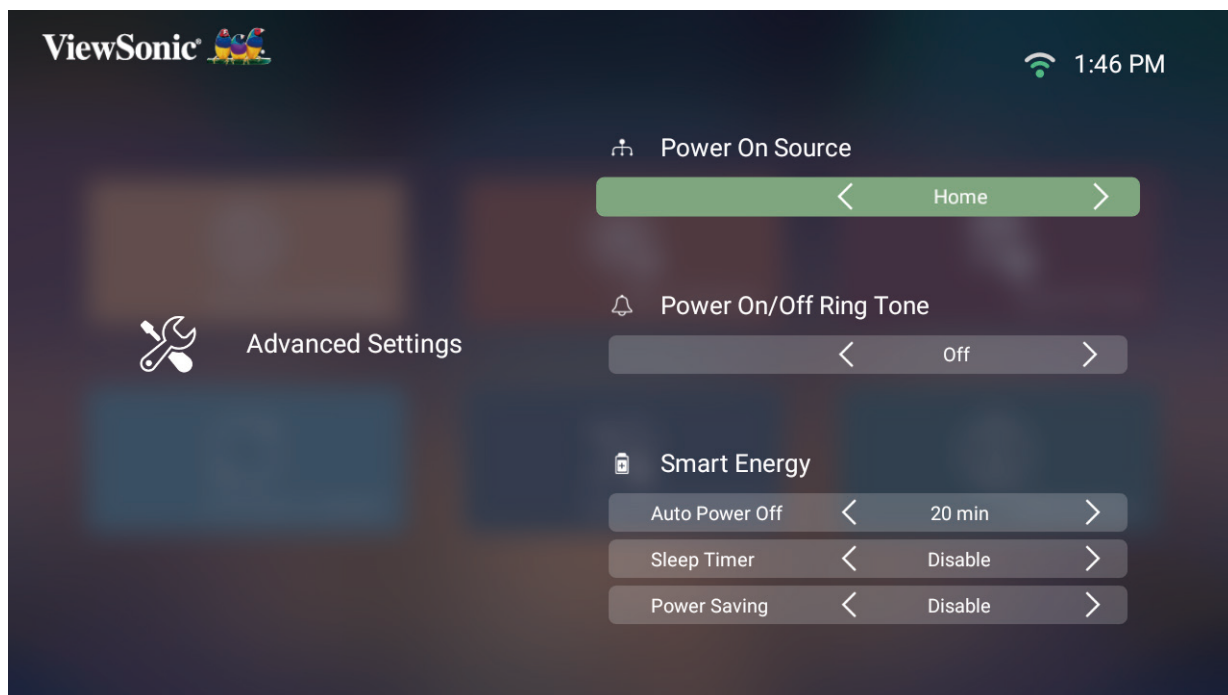 ViewSonic®
1:46 PM
Power On Source
Home
Power On/Off Ring Tone
Off
Advanced Settings
Smart Energy
Auto Power Off 20 min
Sleep Timer Disable
Power Saving Disable